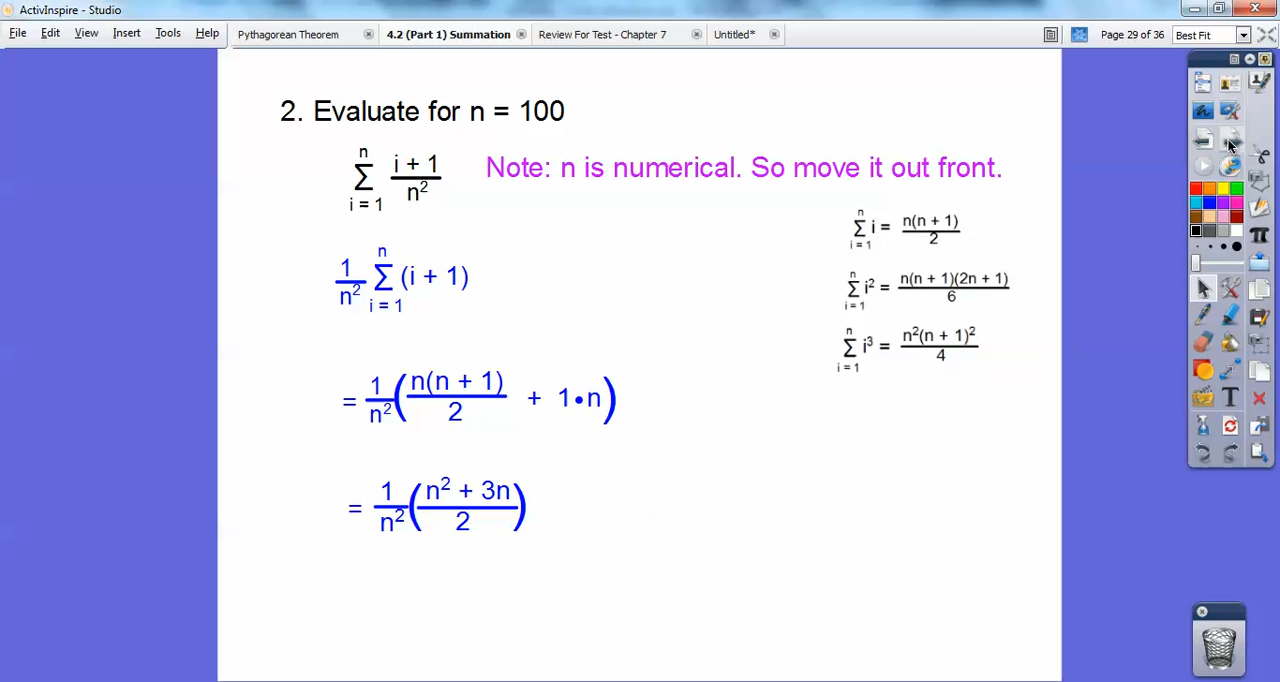 ActivInspire - Studio
File Edit View Insert Tools Help
Pythagorean Theorem 4.2 (Part 1) Summation Review For Test - Chapter 7 Untitled* Page 29 of 36 Best Fit
2. Evaluate for n = 100
n Σ i = 1 (i + 1)/n²
Note: n is numerical. So move it out front.
n Σ i = 1 i = n(n + 1)/2
n Σ i = 1 i² = n(n + 1)(2n + 1)/6
n Σ i = 1 i³ = n²(n + 1)²/4
1/n² n Σ i = 1 (i + 1)
= 1/n² ( n(n + 1)/2 + 1•n )
= 1/n² ( (n² + 3n)/2 )